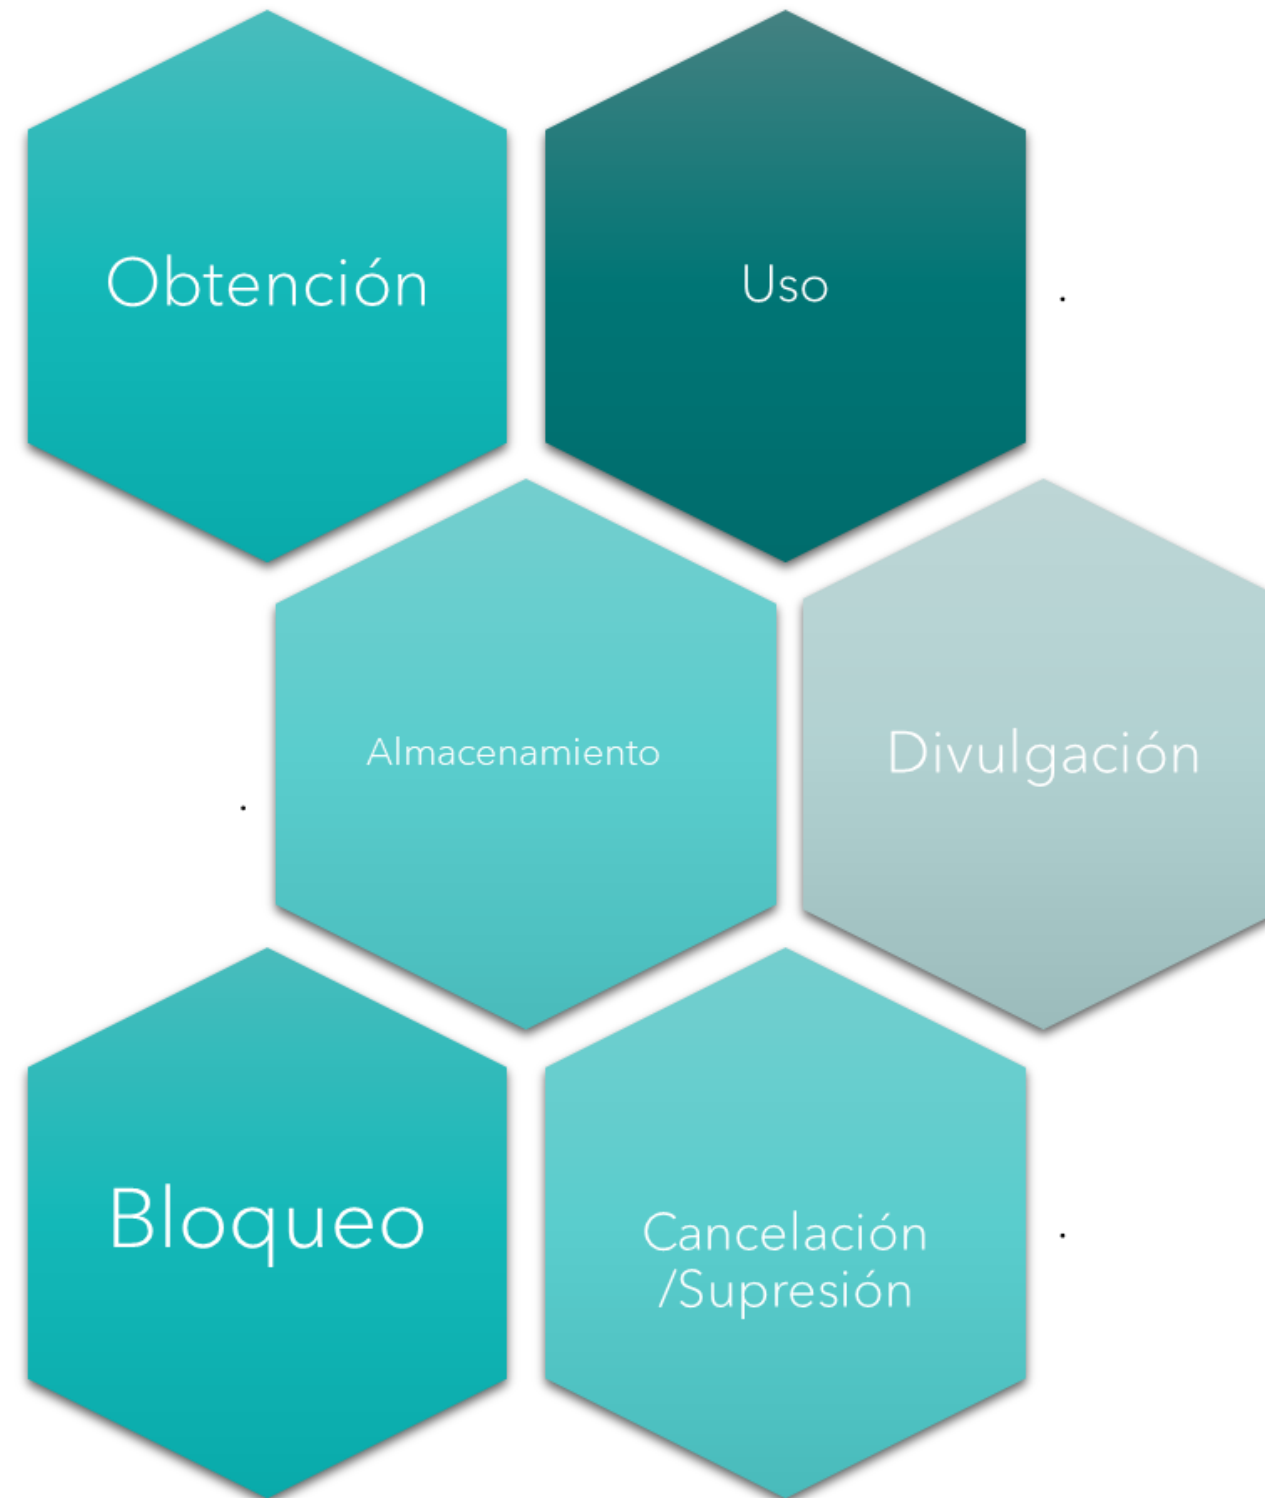 Obtención
Uso
.
Almacenamiento
Divulgación
.
Bloqueo
Cancelación
/Supresión
.